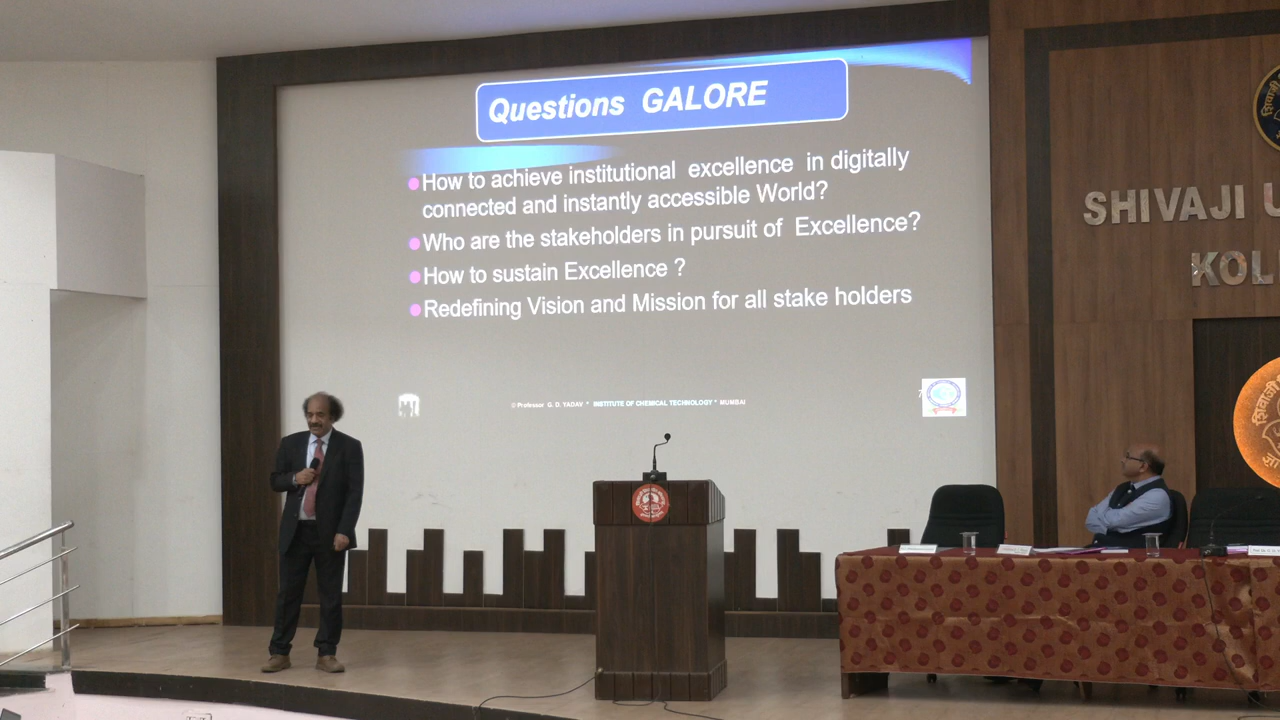 Questions GALORE
How to achieve institutional excellence in digitally
connected and instantly accessible World?
Who are the stakeholders in pursuit of Excellence?
How to sustain Excellence ?
Redefining Vision and Mission for all stake holders
Professor G. D. YADAV * INSTITUTE OF CHEMICAL TECHNOLOGY * MUMBAI
SHIVAJI U
KOL